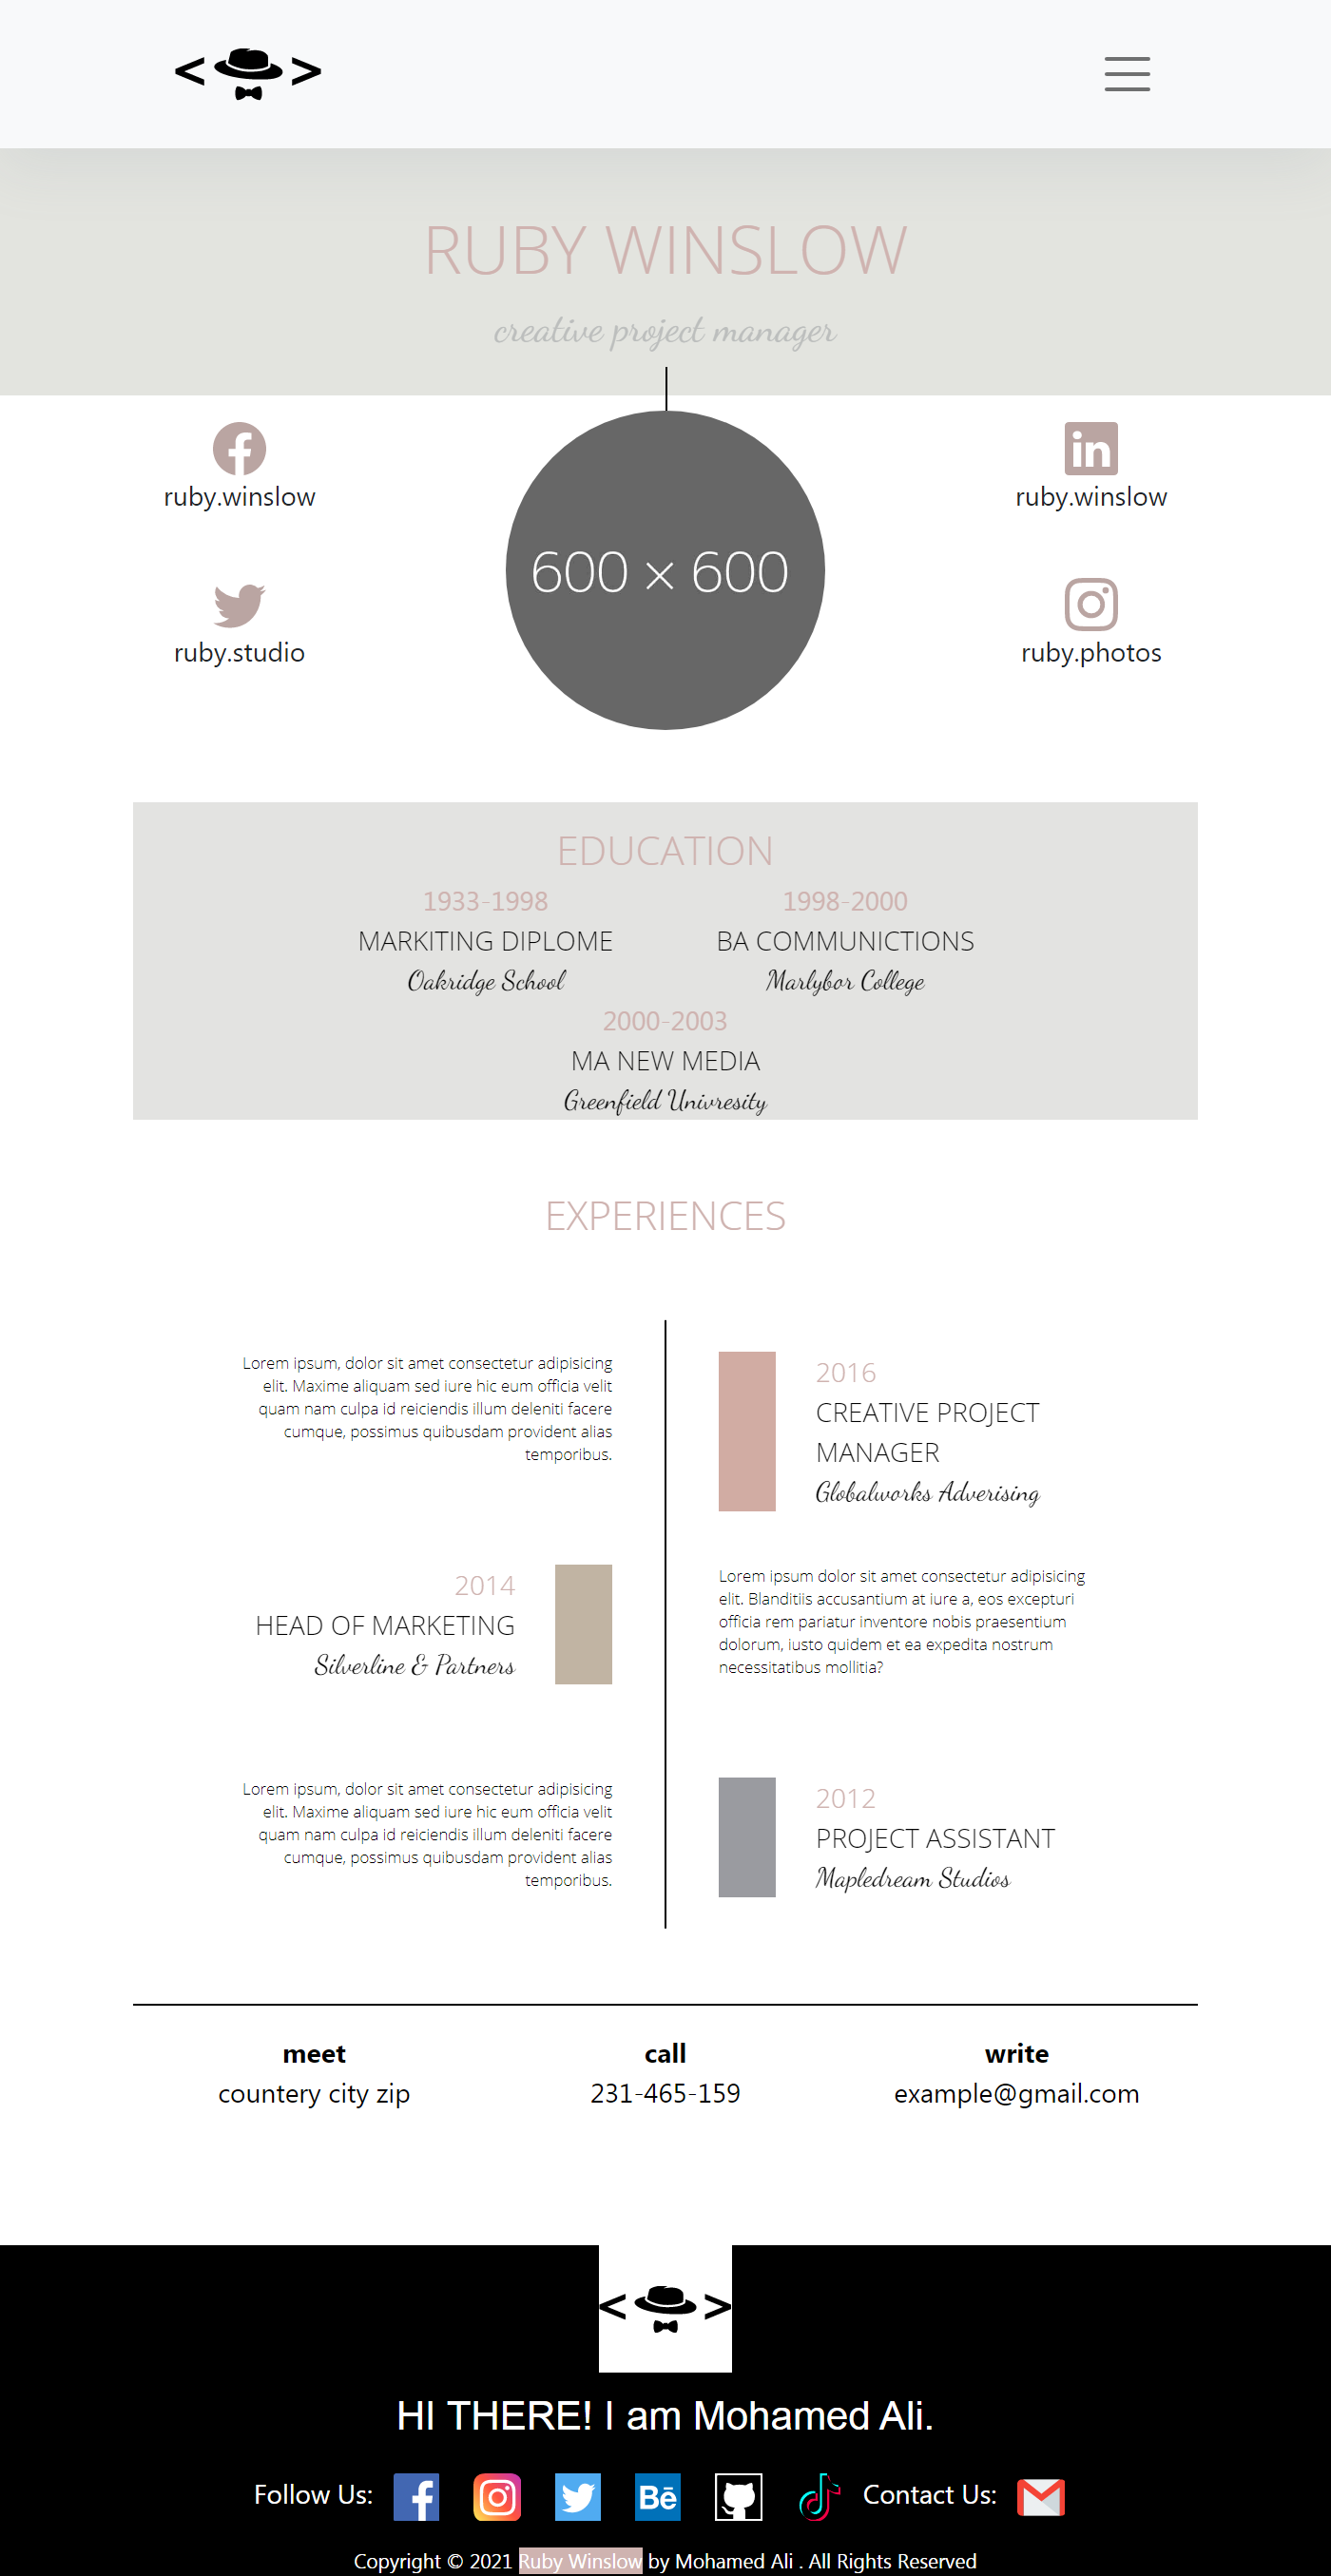 < >
RUBY WINSLOW
creative project manager
ruby.winslow
ruby.winslow
600 × 600
ruby.studio
ruby.photos
EDUCATION
1933-1998
MARKITING DIPLOME
Oakridge School
1998-2000
BA COMMUNICTIONS
Marlybor College
2000-2003
MA NEW MEDIA
Greenfield Univresity
EXPERIENCES
Lorem ipsum, dolor sit amet consectetur adipisicing
elit. Maxime aliquam sed iure hic eum officia velit
quam nam culpa id reiciendis illum deleniti facere
cumque, possimus quibusdam provident alias
temporibus.
2016
CREATIVE PROJECT
MANAGER
Globalworks Adverising
2014
HEAD OF MARKETING
Silverline & Partners
Lorem ipsum dolor sit amet consectetur adipisicing
elit. Blanditiis accusantium at iure a, eos excepturi
officia rem pariatur inventore nobis praesentium
dolorum, iusto quidem et ea expedita nostrum
necessitatibus mollitia?
Lorem ipsum, dolor sit amet consectetur adipisicing
elit. Maxime aliquam sed iure hic eum officia velit
quam nam culpa id reiciendis illum deleniti facere
cumque, possimus quibusdam provident alias
temporibus.
2012
PROJECT ASSISTANT
Mapledream Studios
meet
countery city zip
call
231-465-159
write
example@gmail.com
< >
HI THERE! I am Mohamed Ali.
Follow Us: Bē Contact Us:
Copyright © 2021 Ruby Winslow by Mohamed Ali . All Rights Reserved